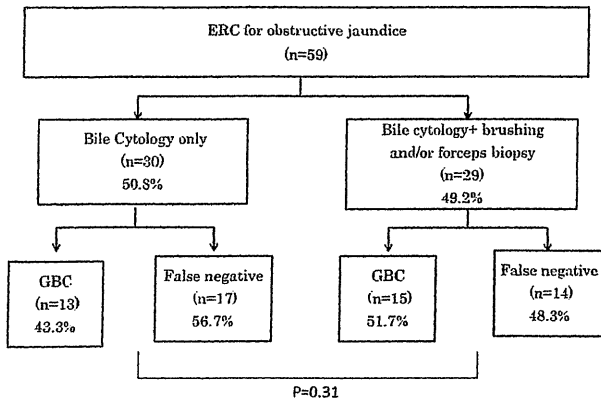 ERC for obstructive jaundice
(n=59)
Bile Cytology only
(n=30)
50.8%
Bile cytology+ brushing
and/or forceps biopsy
(n=29)
49.2%
GBC
(n=13)
43.3%
False negative
(n=17)
56.7%
GBC
(n=15)
51.7%
False negative
(n=14)
48.3%
P=0.31